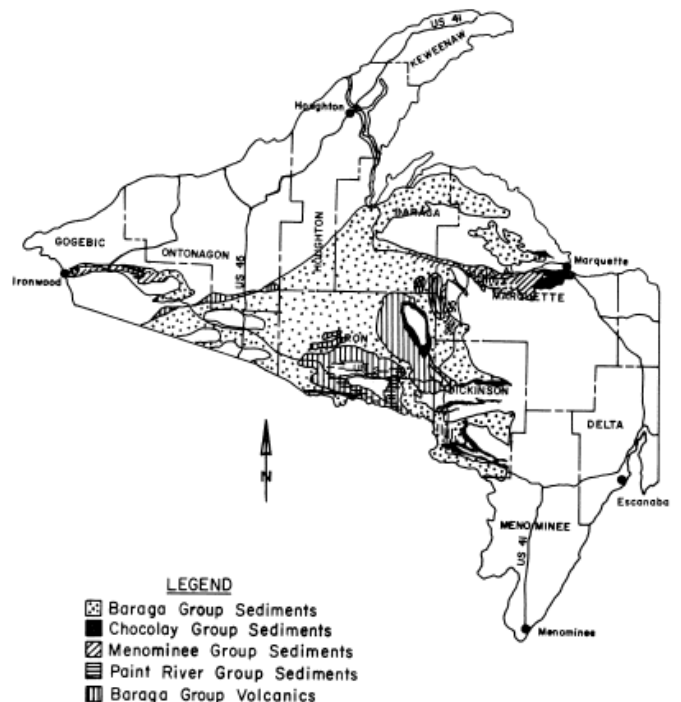 US 41
KEWEENAW
Houghton
BARAGA
GOGEBIC
ONTONAGON
HOUGHTON
US 45
Marquette
Ironwood
MARQUETTE
IRON
DICKINSON
DELTA
N
Escanaba
MENOMINEE
US 41
Menominee
LEGEND
Baraga Group Sediments
Chocolay Group Sediments
Menominee Group Sediments
Paint River Group Sediments
Baraga Group Volcanics